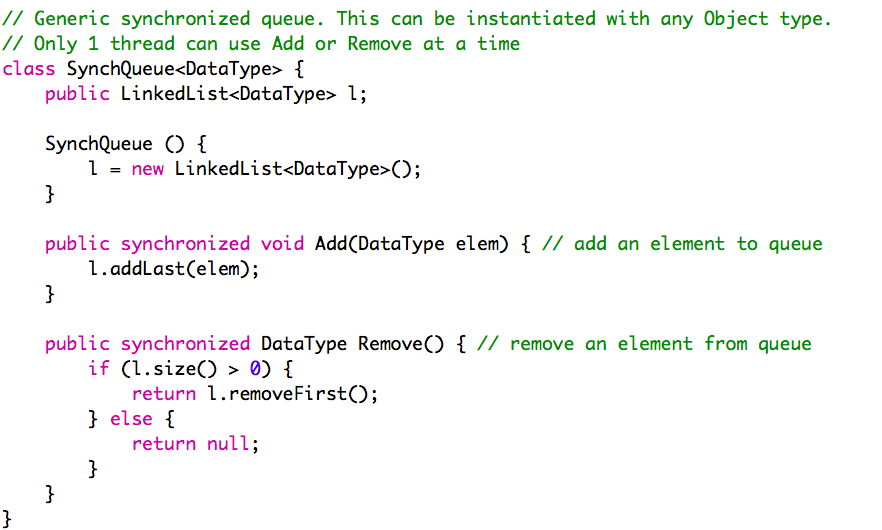 // Generic synchronized queue. This can be instantiated with any Object type.
// Only 1 thread can use Add or Remove at a time
class SynchQueue<DataType> {
    public LinkedList<DataType> l;

    SynchQueue () {
        l = new LinkedList<DataType>();
    }

    public synchronized void Add(DataType elem) { // add an element to queue
        l.addLast(elem);
    }

    public synchronized DataType Remove() { // remove an element from queue
        if (l.size() > 0) {
            return l.removeFirst();
        } else {
            return null;
        }
    }
}